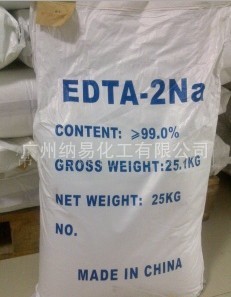 EDTA-2Na
CONTENT: ⩾99.0%
广州纳易化工有限公司
GROSS WEIGHT:25.1KG
NET WEIGHT: 25KG
NO.
MADE IN CHINA